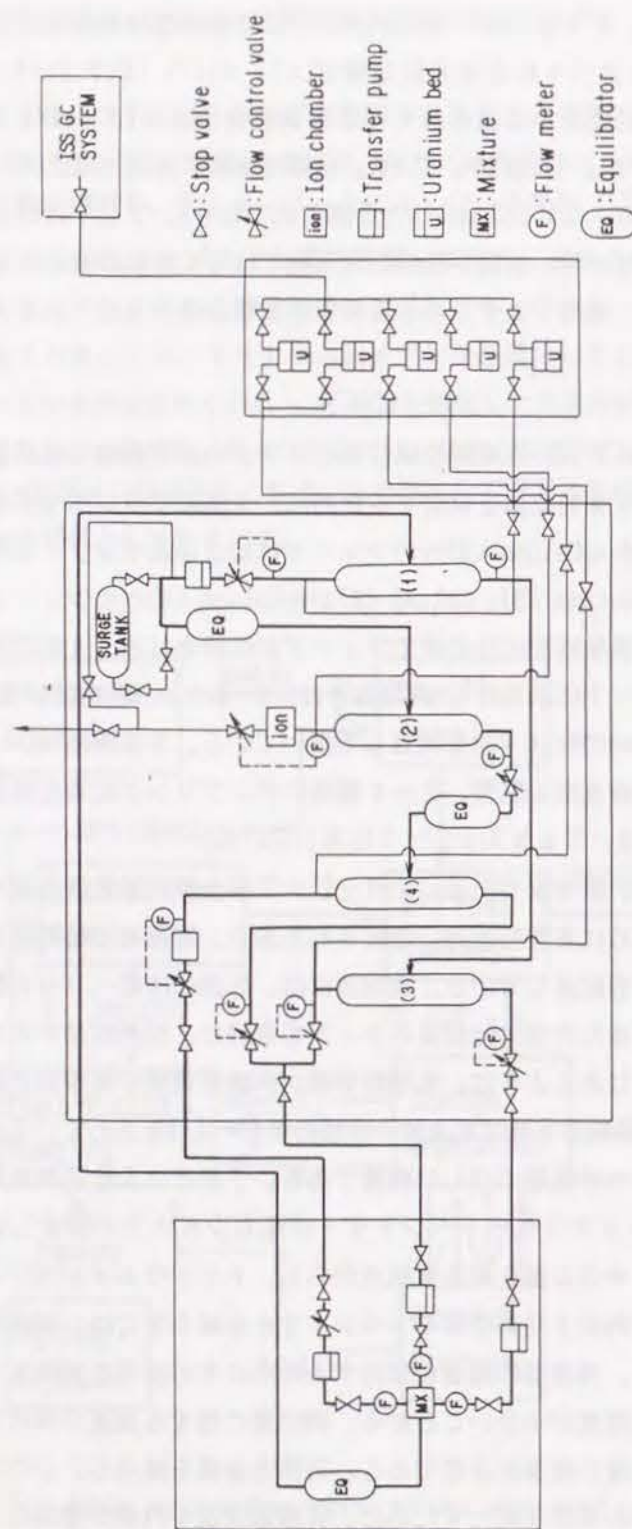 ISS GC
SYSTEM
: Stop valve
: Flow control valve
ion : Ion chamber
: Transfer pump
U : Uranium bed
MX : Mixture
F : Flow meter
EQ : Equilibrator
U
U
U
U
U
SURGE
TANK
EQ
F
(1)
F
ion
F
(2)
F
EQ
F
(4)
F
F
(3)
F
F
F
MX
F
EQ